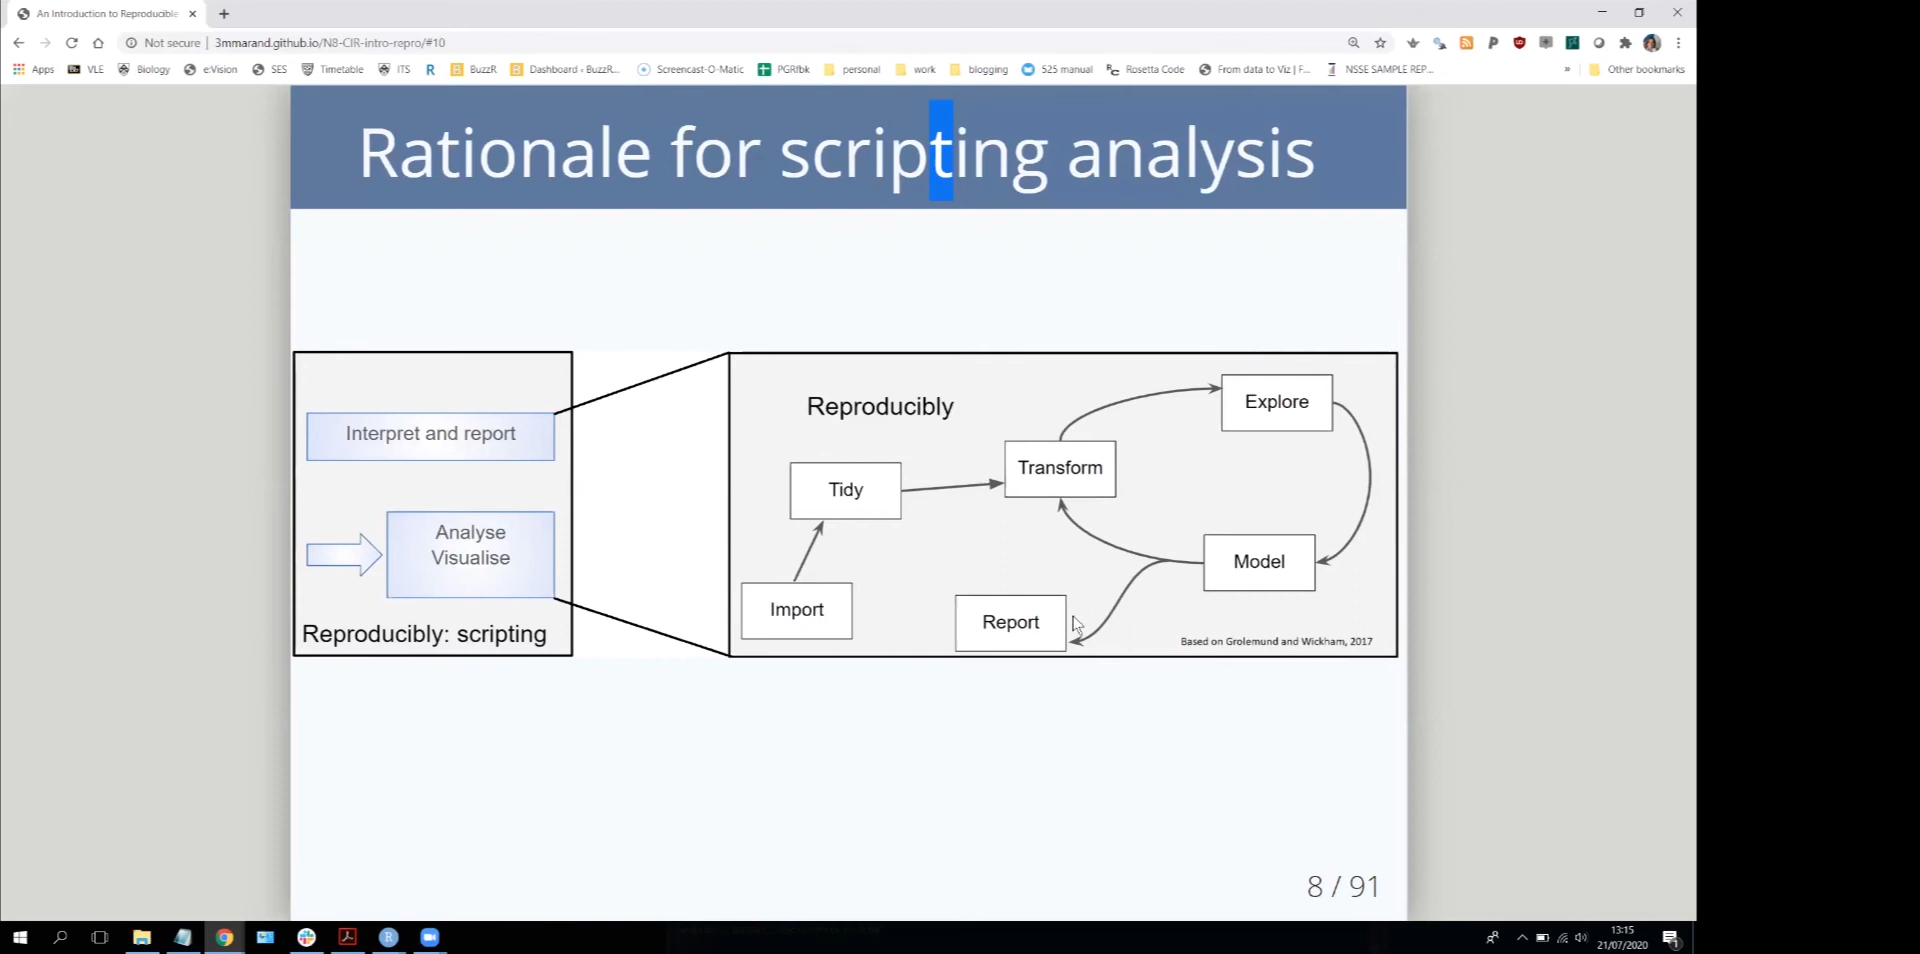 An Introduction to Reproducible
Not secure | 3mmarand.github.io/N8-CIR-intro-repro/#10
Apps VLE Biology e:Vision SES Timetable ITS BuzzR Dashboard ‹ BuzzR... Screencast-O-Matic PGRfbk personal work blogging 525 manual Rosetta Code From data to Viz | F... NSSE SAMPLE REP... » Other bookmarks
Rationale for scripting analysis
Interpret and report
Analyse
Visualise
Reproducibly: scripting
Reproducibly
Explore
Transform
Tidy
Model
Import
Report
Based on Grolemund and Wickham, 2017
8 / 91
13:15
21/07/2020